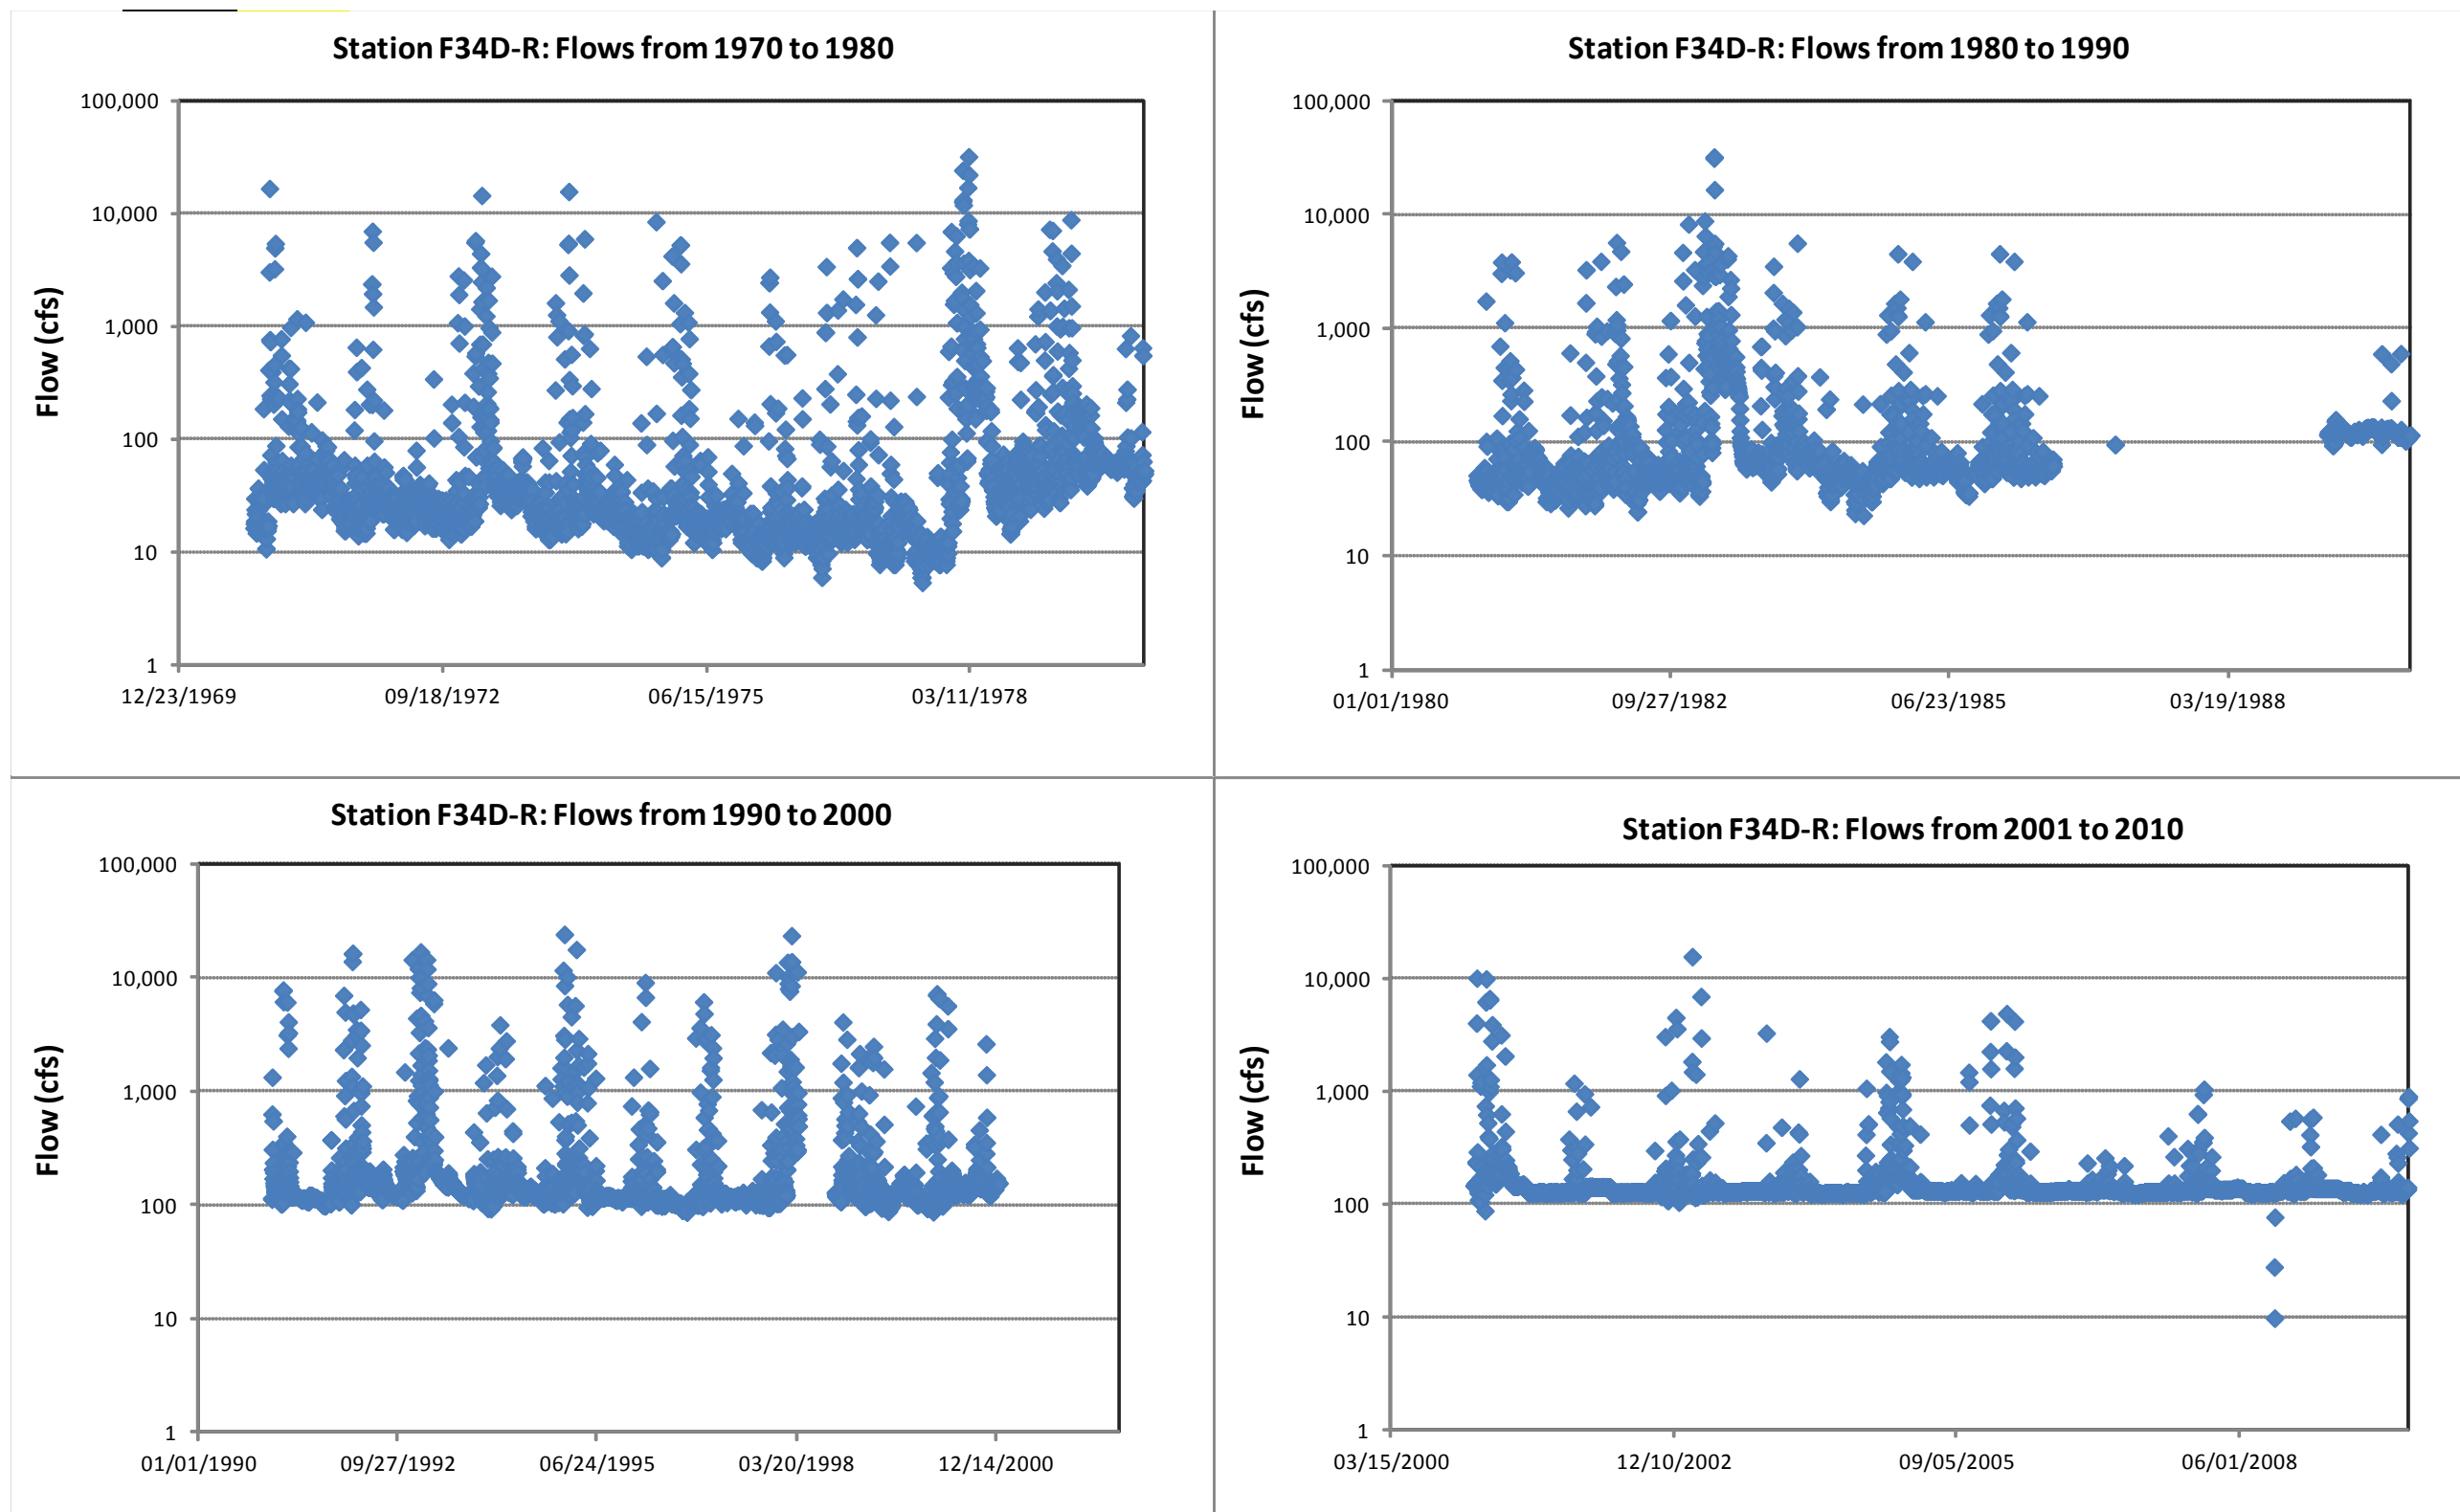 Station F34D-R: Flows from 1970 to 1980
100,000
10,000
1,000
100
10
1
Flow (cfs)
12/23/1969 09/18/1972 06/15/1975 03/11/1978
Station F34D-R: Flows from 1980 to 1990
100,000
10,000
1,000
100
10
1
Flow (cfs)
01/01/1980 09/27/1982 06/23/1985 03/19/1988
Station F34D-R: Flows from 1990 to 2000
100,000
10,000
1,000
100
10
1
Flow (cfs)
01/01/1990 09/27/1992 06/24/1995 03/20/1998 12/14/2000
Station F34D-R: Flows from 2001 to 2010
100,000
10,000
1,000
100
10
1
Flow (cfs)
03/15/2000 12/10/2002 09/05/2005 06/01/2008